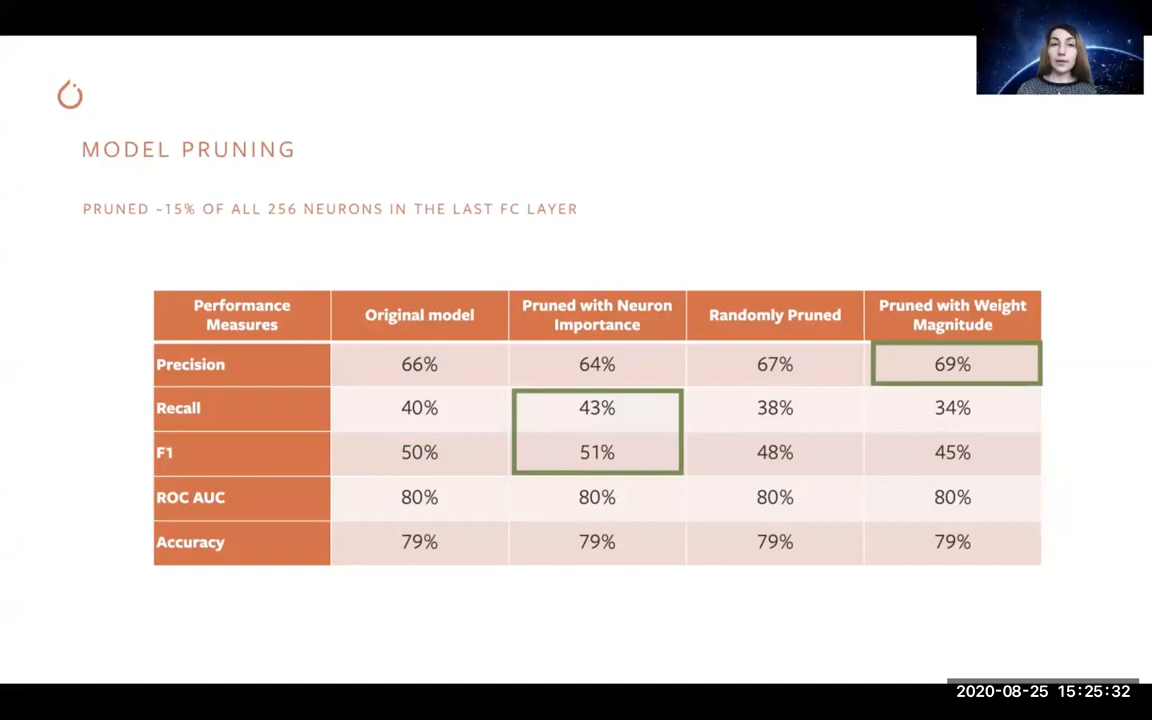 MODEL PRUNING
PRUNED ~15% OF ALL 256 NEURONS IN THE LAST FC LAYER
Performance Measures Original model Pruned with Neuron Importance Randomly Pruned Pruned with Weight Magnitude
Precision 66% 64% 67% 69%
Recall 40% 43% 38% 34%
F1 50% 51% 48% 45%
ROC AUC 80% 80% 80% 80%
Accuracy 79% 79% 79% 79%
2020-08-25 15:25:32